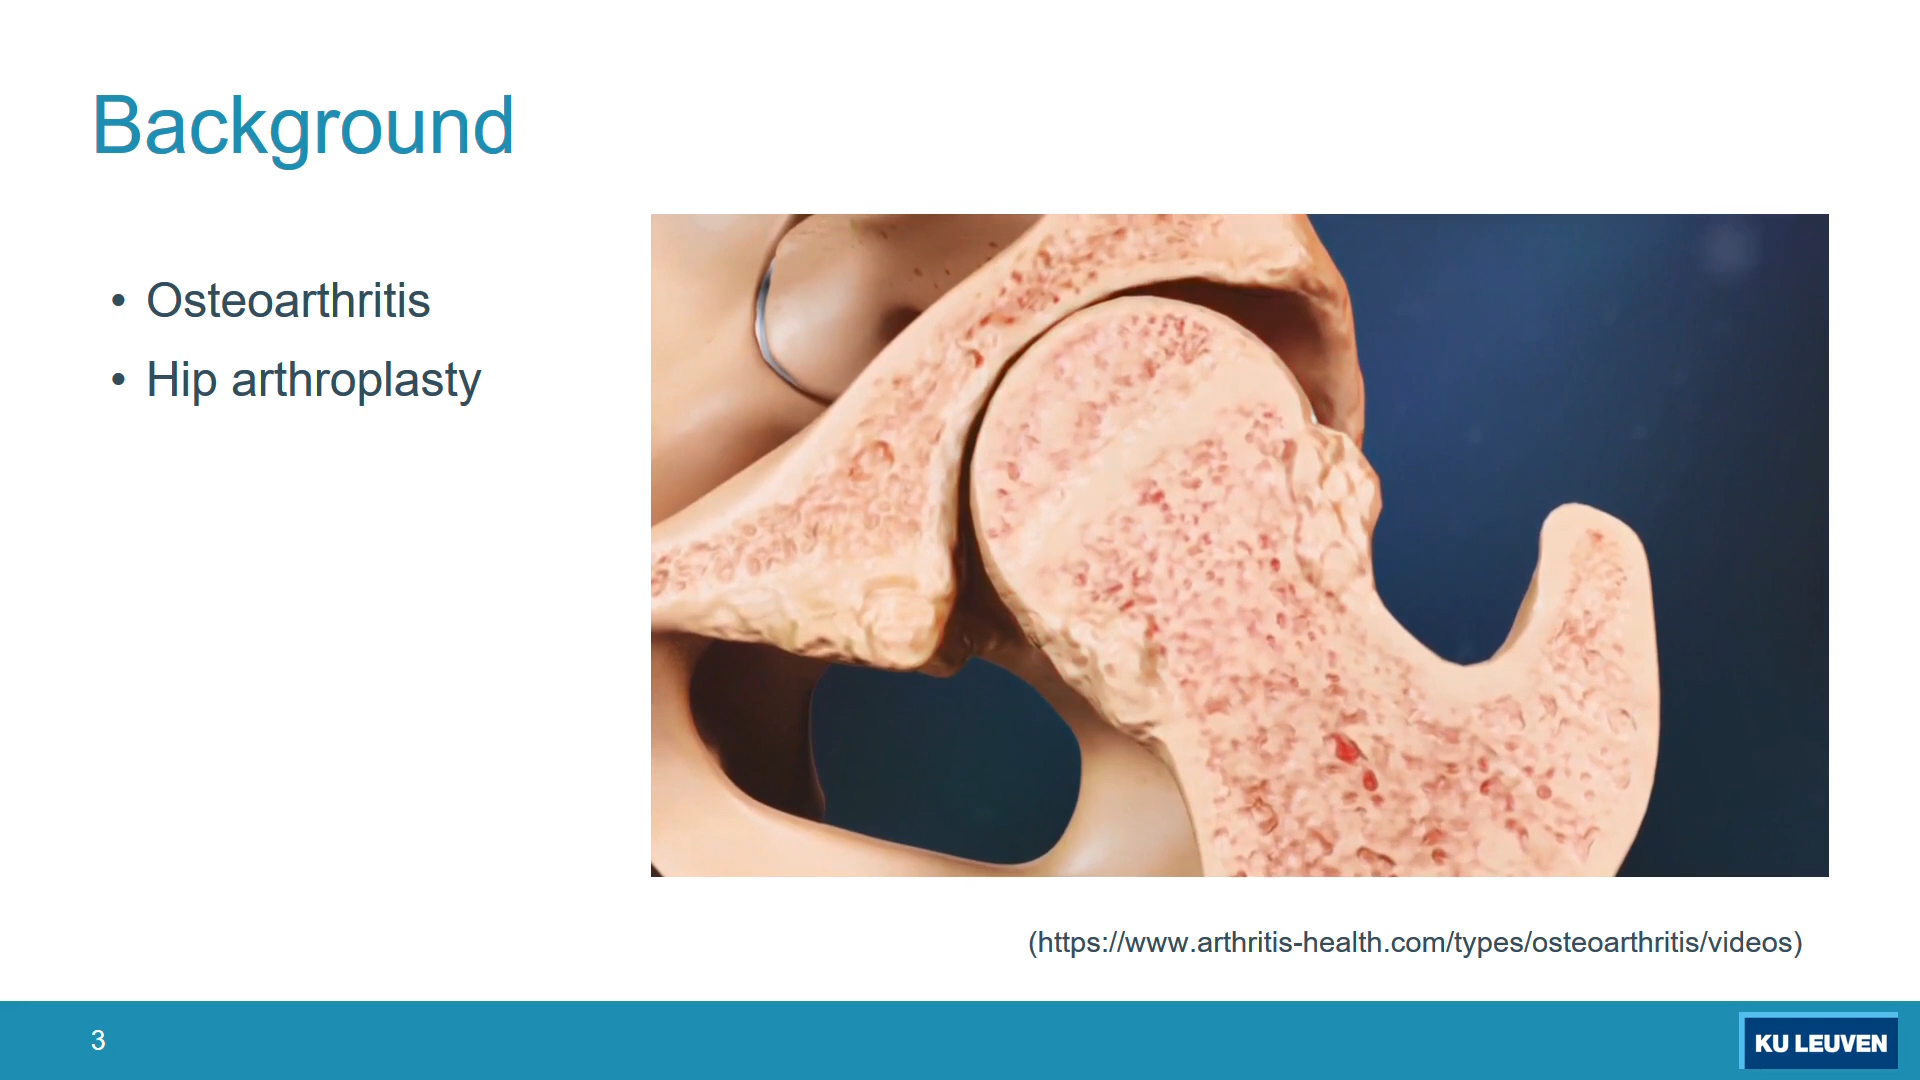 Background
• Osteoarthritis
• Hip arthroplasty
(https://www.arthritis-health.com/types/osteoarthritis/videos)
3
KU LEUVEN